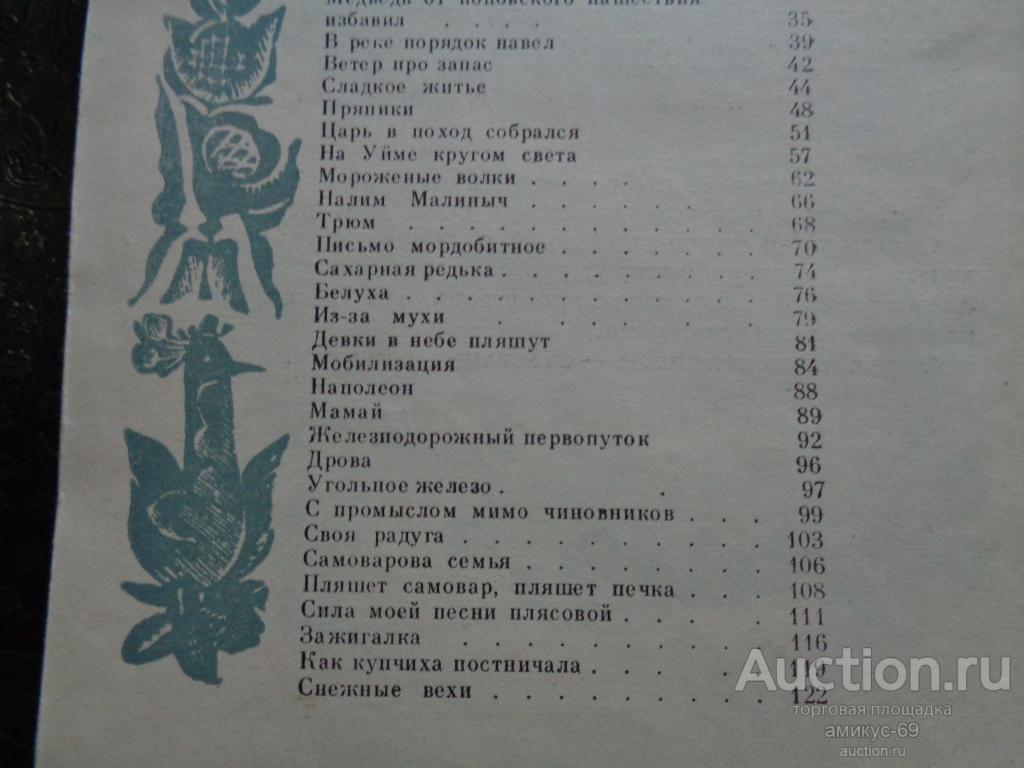 Медведь от поповского нашествия
избавил . . . . 35
В реке порядок навел 39
Ветер про запас 42
Сладкое житье 44
Пряники 48
Царь в поход собрался 51
На Уйме кругом света 57
Мороженые волки . . . . 62
Налим Малиныч . . . . . . 66
Трюм . . . . . . . . . . . . . 68
Письмо мордобитное . . . . . . . 70
Сахарная редька . . . . . . . . . 74
Белуха . . . . . . . . . . . . 76
Из-за мухи . . . . . 79
Девки в небе пляшут 81
Мобилизация 84
Наполеон 88
Мамай 89
Железнодорожный первопуток 92
Дрова 96
Угольное железо . . 97
С промыслом мимо чиновников . . . 99
Своя радуга . . . . . . . . . . 103
Самоварова семья . . . . . . . . 106
Пляшет самовар, пляшет печка . . . 108
Сила моей песни плясовой . . . . 111
Зажигалка . . . . . . . . . . 116
Как купчиха постничала . . . . . . 119
Снежные вехи . . . . . . . . . 122
Auction.ru
торговая площадка
амикус-69
auction.ru